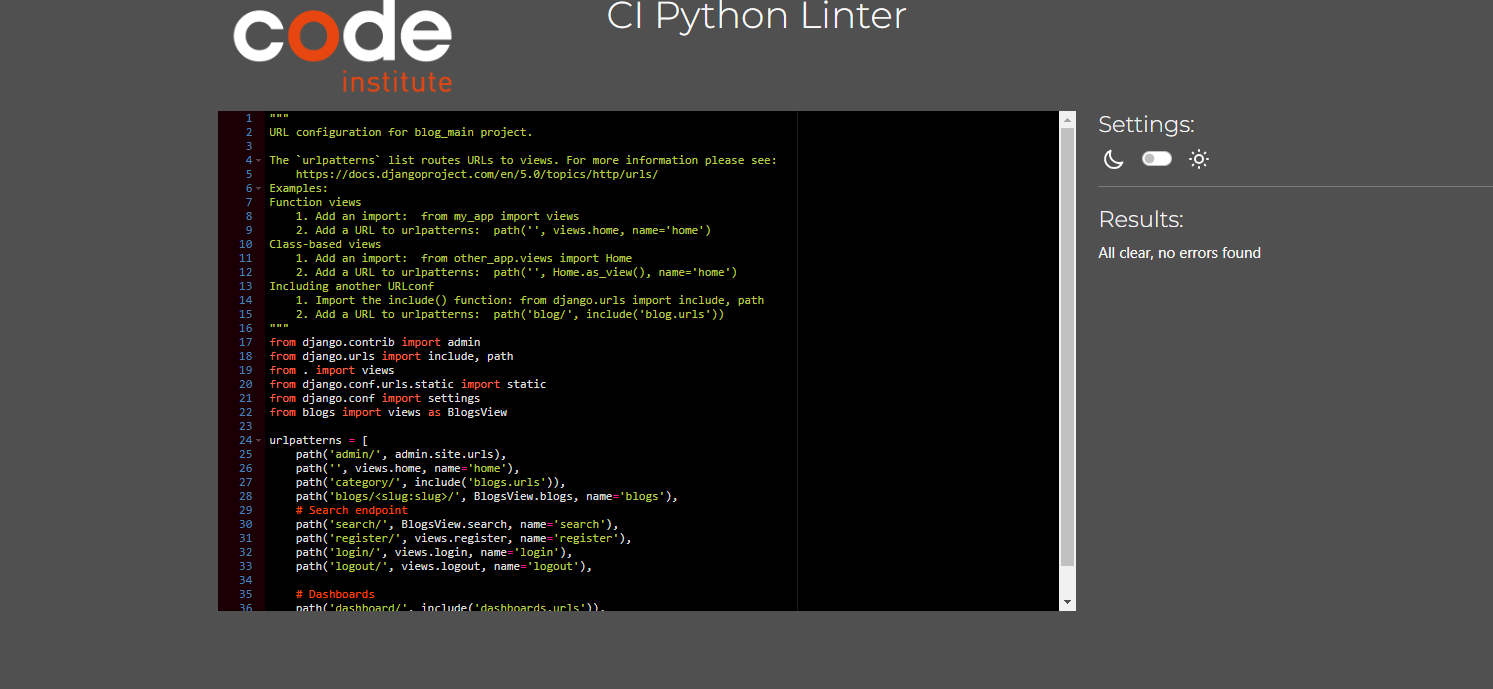 code
institute
CI Python Linter
1 """
2 URL configuration for blog_main project.
3
4 The `urlpatterns` list routes URLs to views. For more information please see:
5     https://docs.djangoproject.com/en/5.0/topics/http/urls/
6 Examples:
7 Function views
8     1. Add an import:  from my_app import views
9     2. Add a URL to urlpatterns:  path('', views.home, name='home')
10 Class-based views
11     1. Add an import:  from other_app.views import Home
12     2. Add a URL to urlpatterns:  path('', Home.as_view(), name='home')
13 Including another URLconf
14     1. Import the include() function: from django.urls import include, path
15     2. Add a URL to urlpatterns:  path('blog/', include('blog.urls'))
16 """
17 from django.contrib import admin
18 from django.urls import include, path
19 from . import views
20 from django.conf.urls.static import static
21 from django.conf import settings
22 from blogs import views as BlogsView
23
24 urlpatterns = [
25     path('admin/', admin.site.urls),
26     path('', views.home, name='home'),
27     path('category/', include('blogs.urls')),
28     path('blogs/<slug:slug>/', BlogsView.blogs, name='blogs'),
29     # Search endpoint
30     path('search/', BlogsView.search, name='search'),
31     path('register/', views.register, name='register'),
32     path('login/', views.login, name='login'),
33     path('logout/', views.logout, name='logout'),
34
35     # Dashboards
36     path('dashboard/', include('dashboards.urls')),
Settings:
Results:
All clear, no errors found